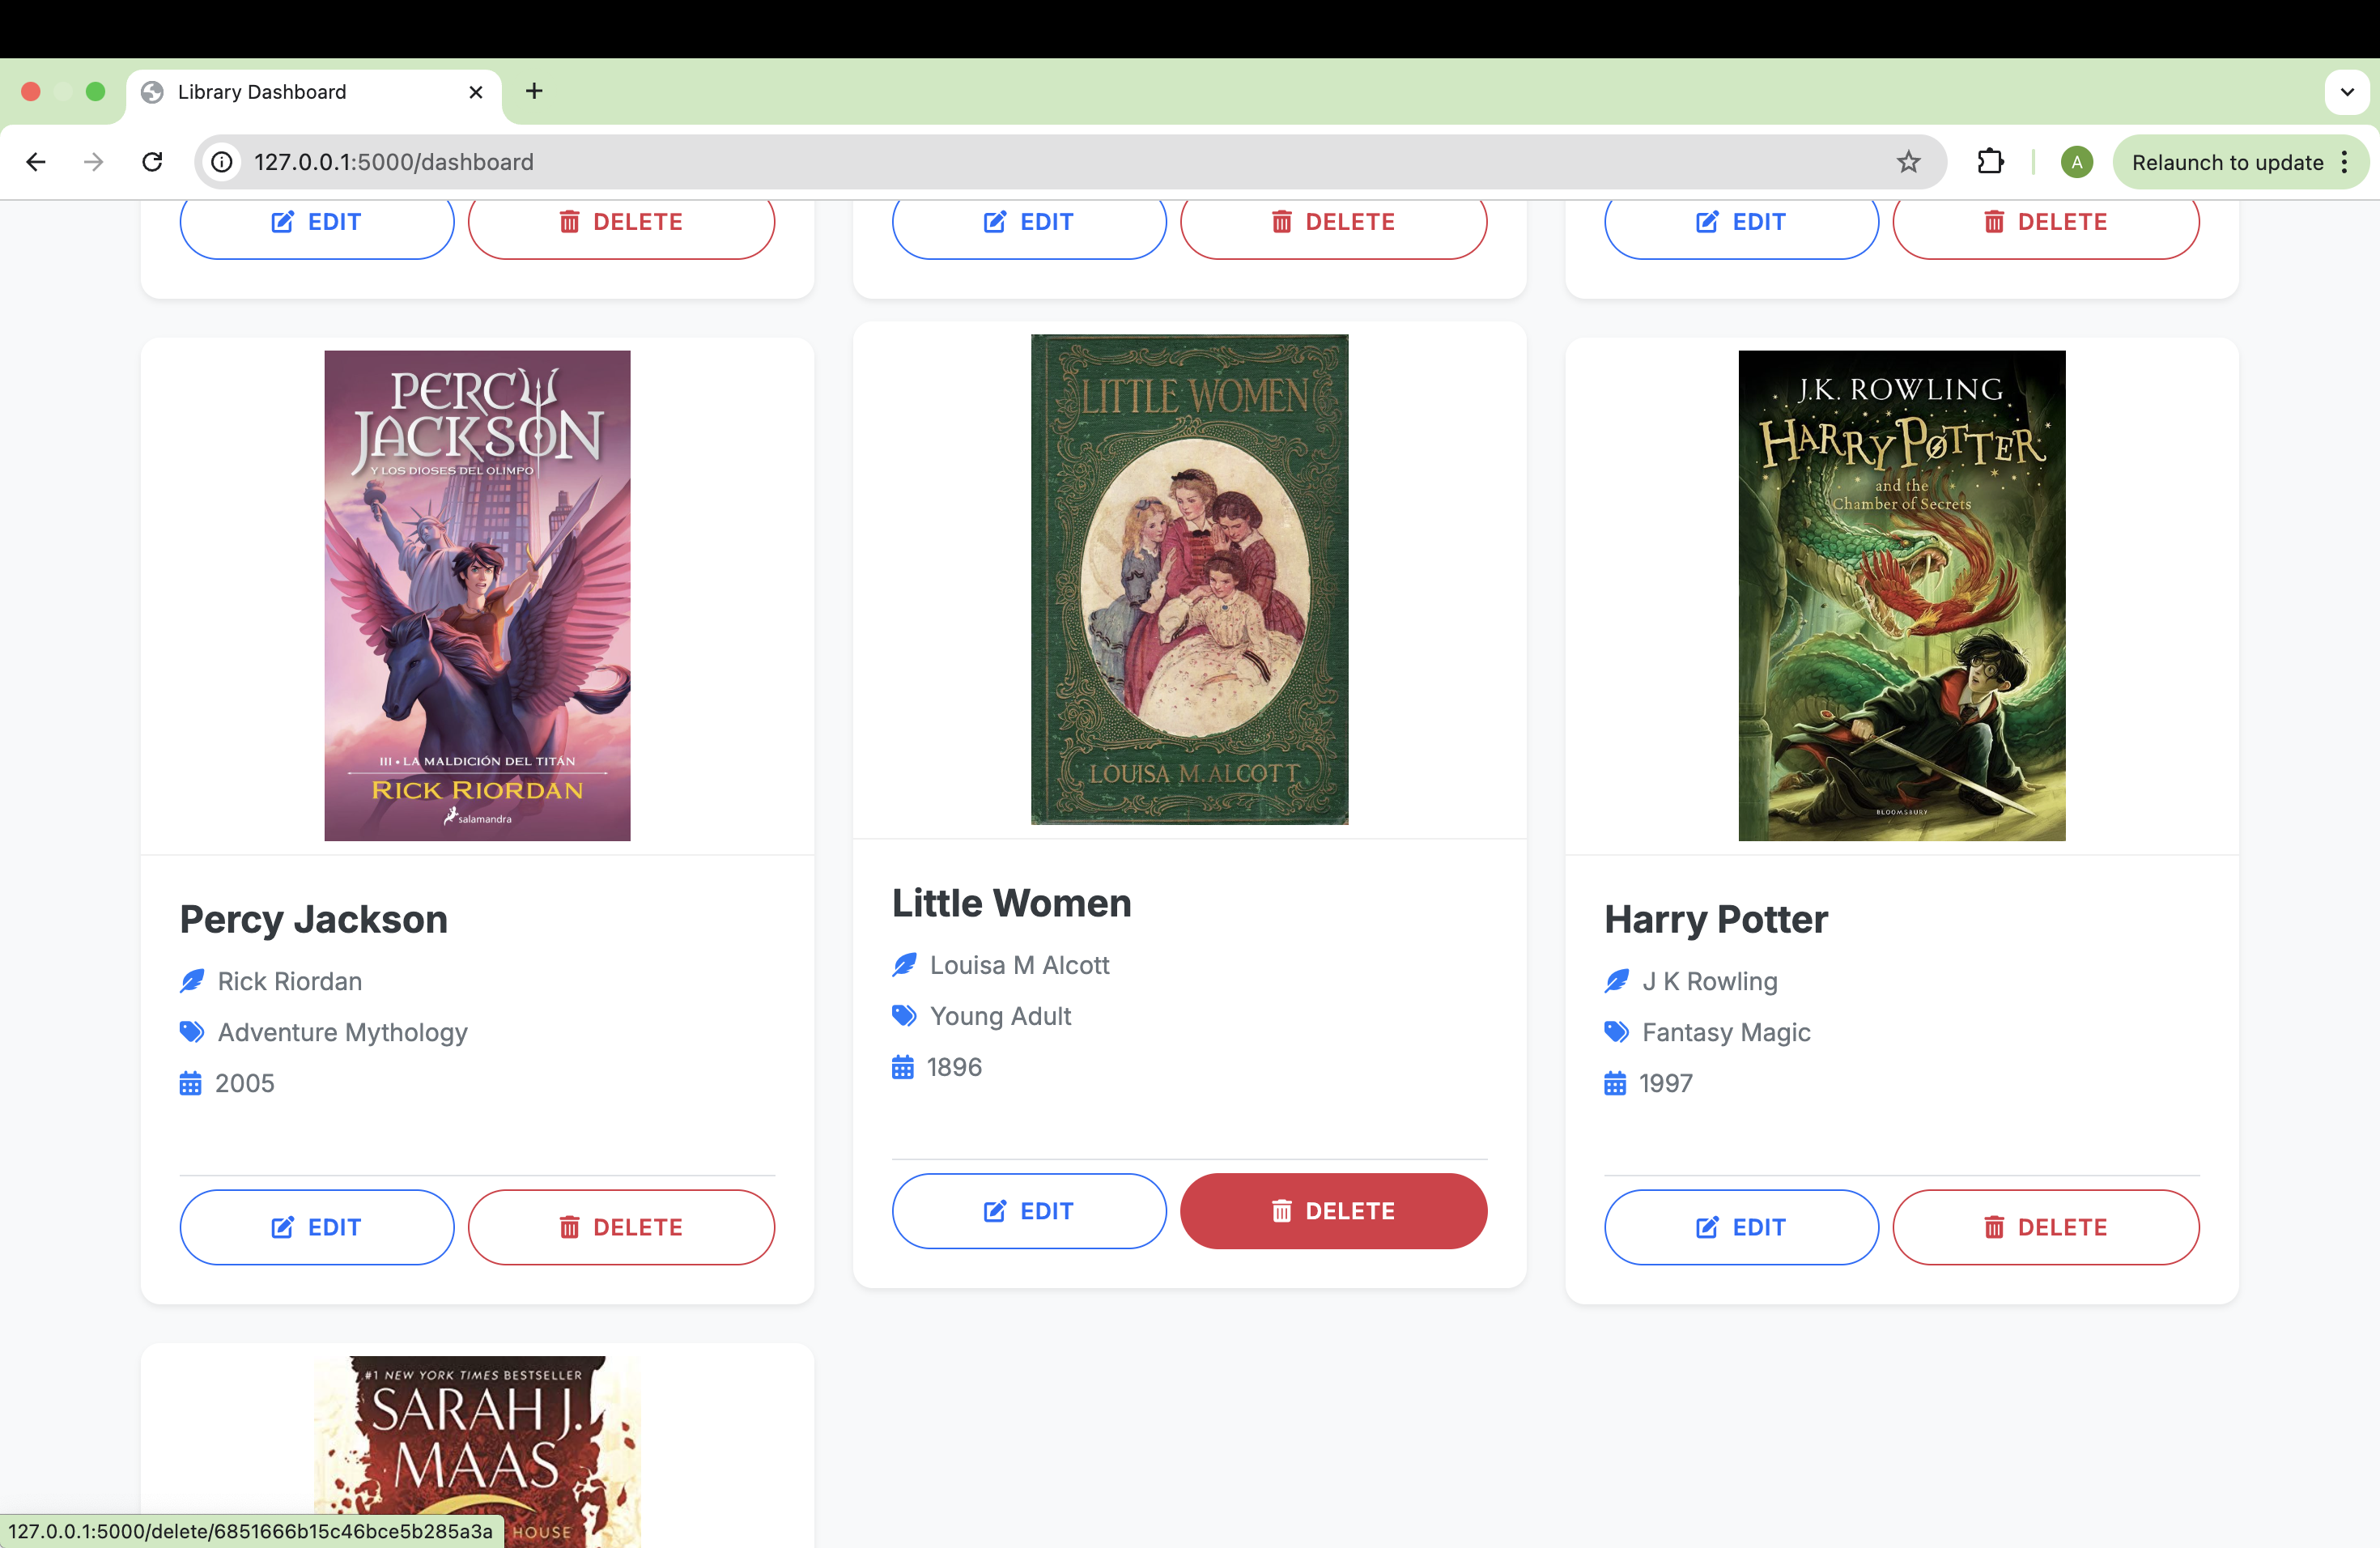 Library Dashboard
127.0.0.1:5000/dashboard
A
Relaunch to update
EDIT DELETE EDIT DELETE EDIT DELETE
PERCY
JACKSON
Y LOS DIOSES DEL OLIMPO
III • LA MALDICIÓN DEL TITÁN
RICK RIORDAN
salamandra
LITTLE WOMEN
LOUISA M. ALCOTT
J.K. ROWLING
HARRY POTTER
and the
Chamber of Secrets
BLOOMSBURY
Percy Jackson
Rick Riordan
Adventure Mythology
2005
EDIT DELETE
Little Women
Louisa M Alcott
Young Adult
1896
EDIT DELETE
Harry Potter
J K Rowling
Fantasy Magic
1997
EDIT DELETE
#1 NEW YORK TIMES BESTSELLER
SARAH J.
MAAS
HOUSE
127.0.0.1:5000/delete/6851666b15c46bce5b285a3a